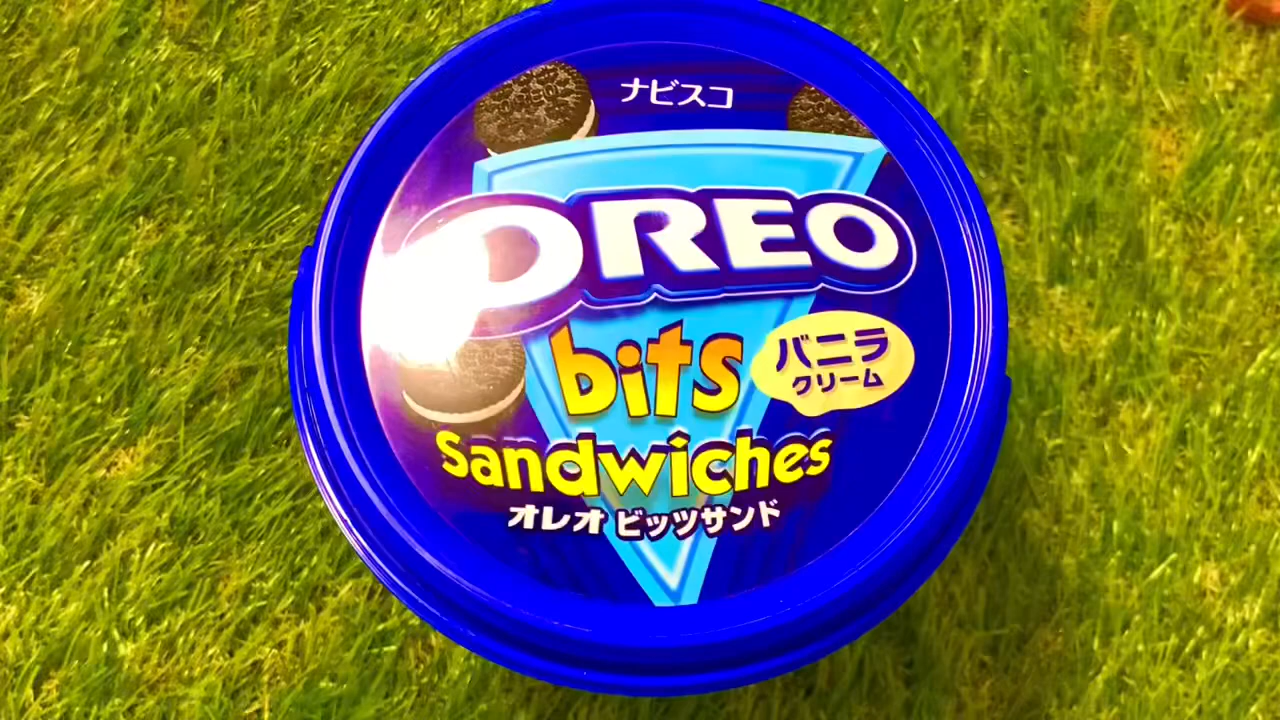 ナビスコ
OREO
bits
バニラ
クリーム
Sandwiches
オレオ ビッツサンド